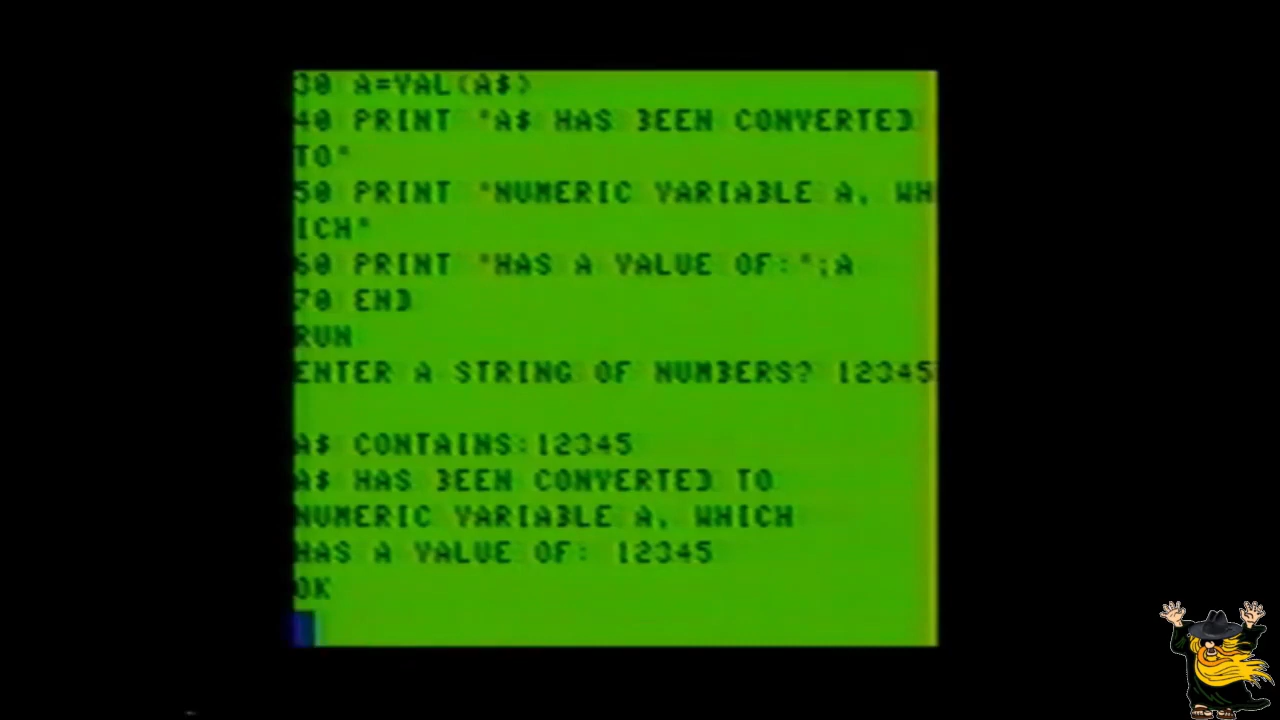 30 A=VAL(A$)
40 PRINT "A$ HAS BEEN CONVERTED
TO"
50 PRINT "NUMERIC VARIABLE A, WH
ICH"
60 PRINT "HAS A VALUE OF:";A
70 END
RUN
ENTER A STRING OF NUMBERS? 12345
A$ CONTAINS:12345
A$ HAS BEEN CONVERTED TO
NUMERIC VARIABLE A, WHICH
HAS A VALUE OF: 12345
OK